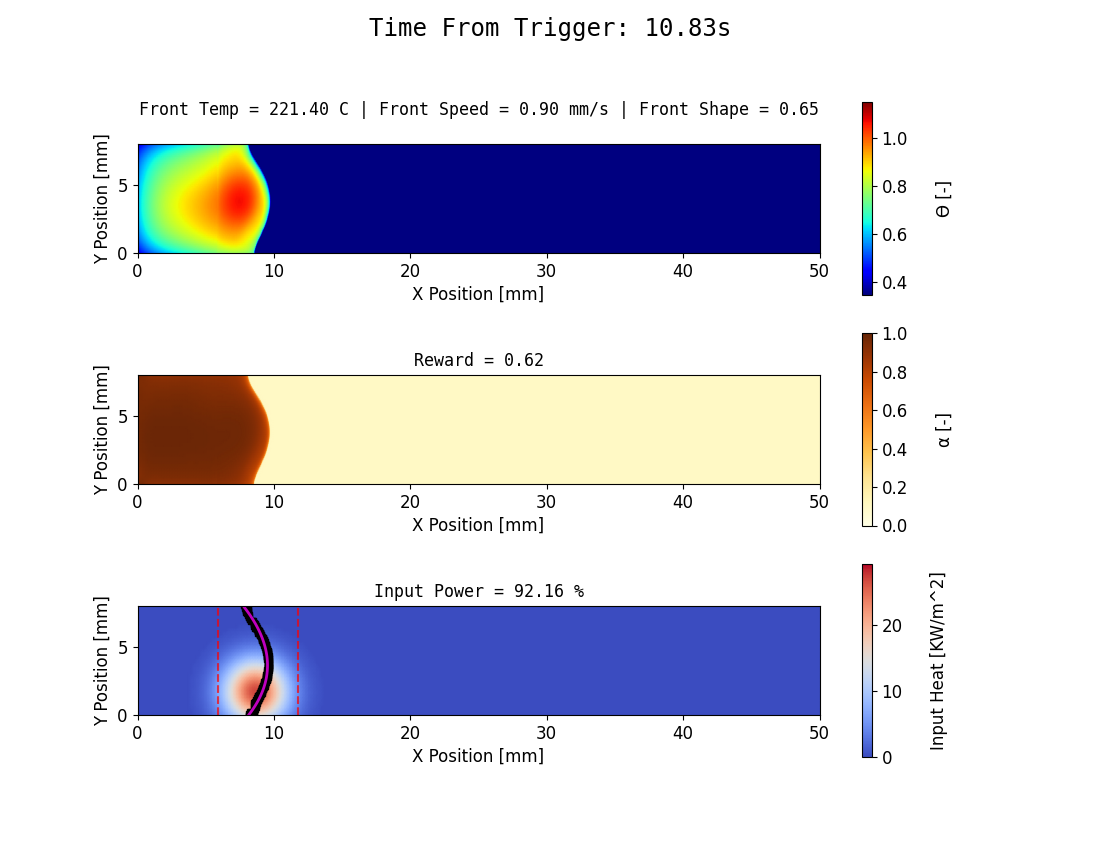 Time From Trigger: 10.83s
Front Temp = 221.40 C | Front Speed = 0.90 mm/s | Front Shape = 0.65
Y Position [mm]
5
0
0 10 20 30 40 50
X Position [mm]
1.0
0.8
0.6
0.4
Θ [-]
Reward = 0.62
Y Position [mm]
5
0
0 10 20 30 40 50
X Position [mm]
1.0
0.8
0.6
0.4
0.2
0.0
α [-]
Input Power = 92.16 %
Y Position [mm]
5
0
0 10 20 30 40 50
X Position [mm]
20
10
0
Input Heat [KW/m^2]